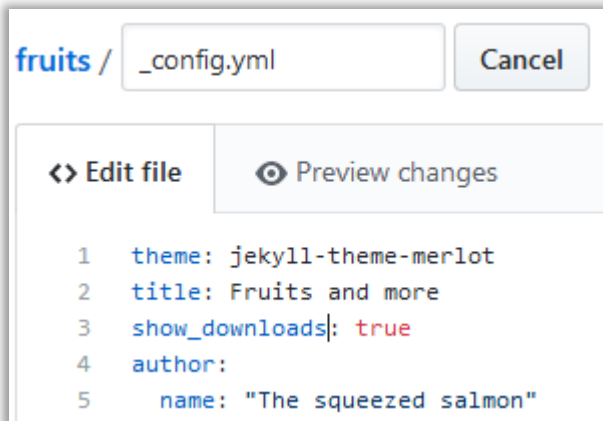 fruits / _config.yml Cancel
<> Edit file Preview changes
1 theme: jekyll-theme-merlot
2 title: Fruits and more
3 show_downloads: true
4 author:
5   name: "The squeezed salmon"